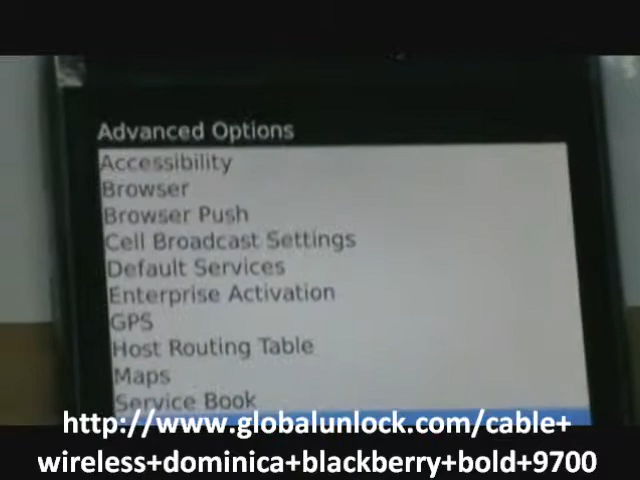 Advanced Options
Accessibility
Browser
Browser Push
Cell Broadcast Settings
Default Services
Enterprise Activation
GPS
Host Routing Table
Maps
Service Book
http://www.globalunlock.com/cable+
wireless+dominica+blackberry+bold+9700